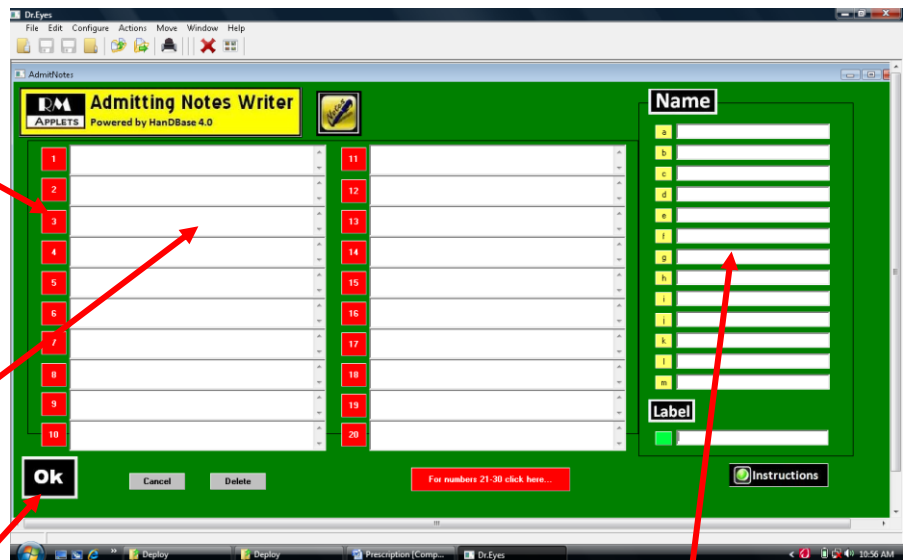 Dr.Eyes
File Edit Configure Actions Move Window Help
AdmitNotes
RM APPLETS
Admitting Notes Writer
Powered by HanDBase 4.0
Name
a
b
c
d
e
f
g
h
i
j
k
l
m
1
2
3
4
5
6
7
8
9
10
11
12
13
14
15
16
17
18
19
20
Label
Ok
Cancel
Delete
For numbers 21-30 click here...
Instructions
Deploy
Deploy
Prescription [Comp...
Dr.Eyes
10:56 AM